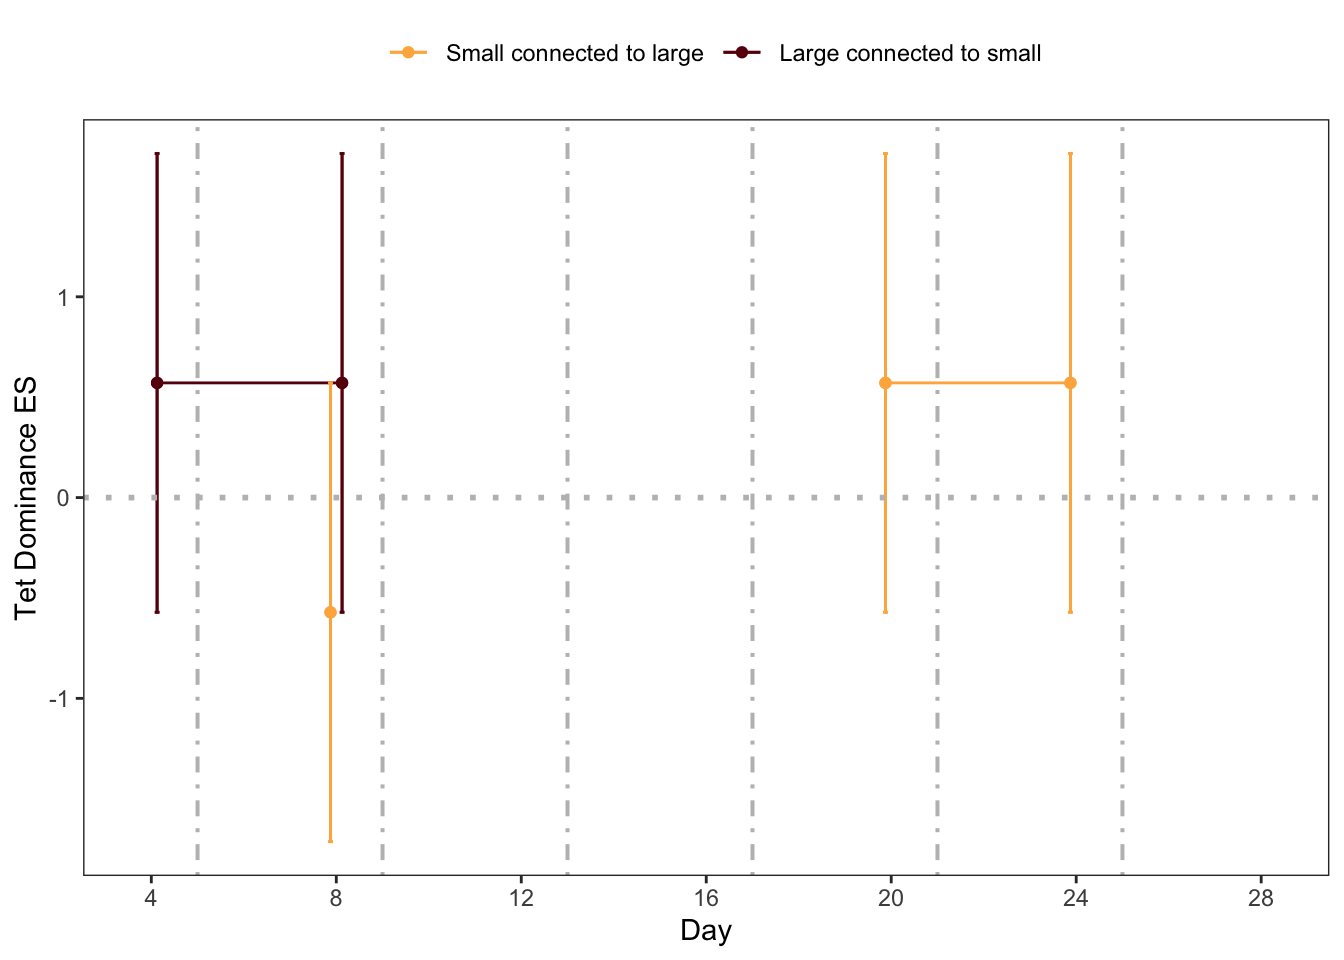 Small connected to large Large connected to small
Tet Dominance ES
1
0
-1
4 8 12 16 20 24 28
Day